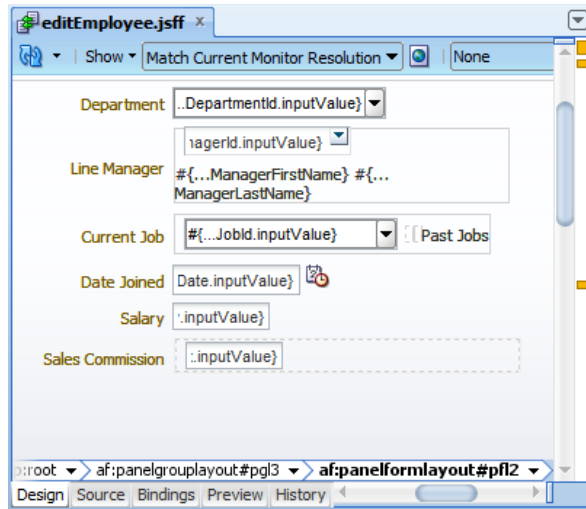 editEmployee.jsff x
Show Match Current Monitor Resolution None
Department ..DepartmentId.inputValue}
nagerId.inputValue}
Line Manager #{...ManagerFirstName} #{...
ManagerLastName}
Current Job #{...JobId.inputValue} Past Jobs
Date Joined Date.inputValue}
Salary .inputValue}
Sales Commission :.inputValue}
:root af:panelgrouplayout#pgl3 af:panelformlayout#pfl2
Design Source Bindings Preview History